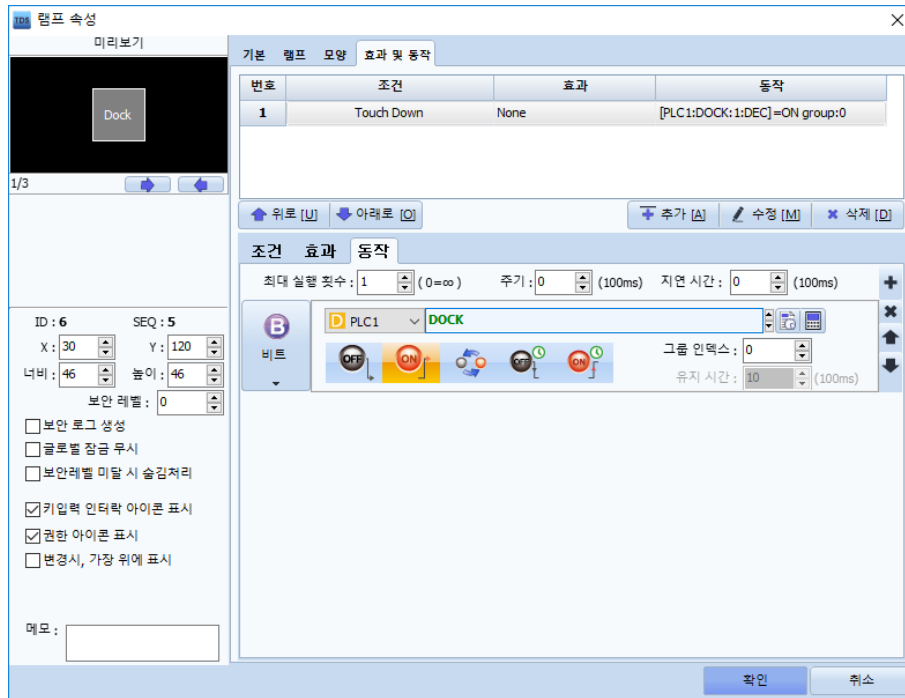 TDS 램프 속성
미리보기
Dock
1/3
ID : 6 SEQ : 5
X : 30 Y : 120
너비 : 46 높이 : 46
보안 레벨 : 0
보안 로그 생성
글로벌 잠금 무시
보안레벨 미달 시 숨김처리
키입력 인터락 아이콘 표시
권한 아이콘 표시
변경시, 가장 위에 표시
메모 :
기본 램프 모양 효과 및 동작
번호 조건 효과 동작
1 Touch Down None [PLC1:DOCK:1:DEC]=ON group:0
위로 [U] 아래로 [O] 추가 [A] 수정 [M] 삭제 [D]
조건 효과 동작
최대 실행 횟수 : 1 ( 0=∞ ) 주기 : 0 (100ms) 지연 시간 : 0 (100ms)
B 비트
D PLC1 DOCK
OFF ON OFF ON
그룹 인덱스 : 0
유지 시간 : 10 (100ms)
확인 취소